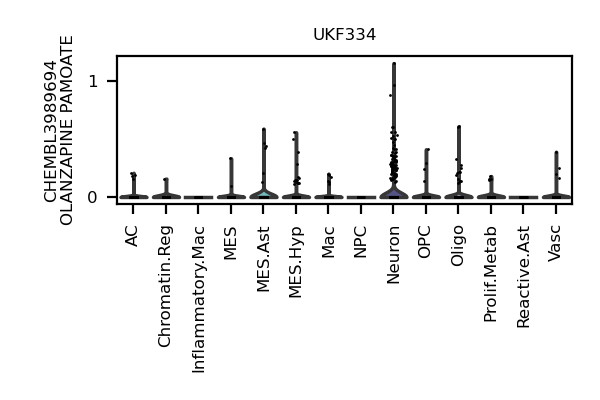 UKF334
CHEMBL3989694
OLANZAPINE PAMOATE
1
0
AC
Chromatin.Reg
Inflammatory.Mac
MES
MES.Ast
MES.Hyp
Mac
NPC
Neuron
OPC
Oligo
Prolif.Metab
Reactive.Ast
Vasc